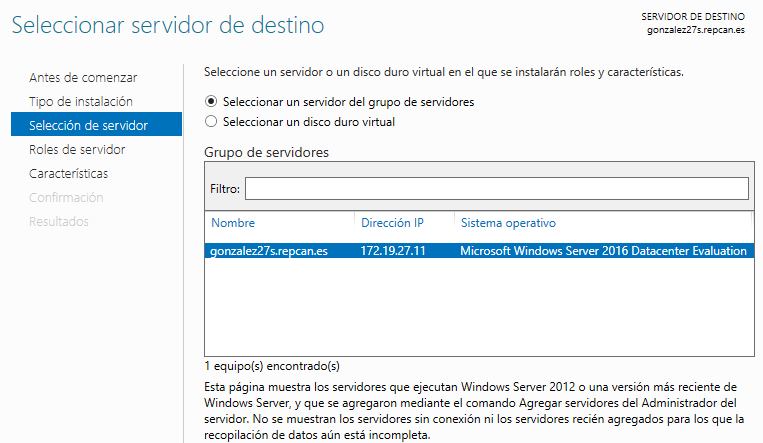 Seleccionar servidor de destino
SERVIDOR DE DESTINO
gonzalez27s.repcan.es
Antes de comenzar
Tipo de instalación
Selección de servidor
Roles de servidor
Características
Confirmación
Resultados
Seleccione un servidor o un disco duro virtual en el que se instalarán roles y características.
Seleccionar un servidor del grupo de servidores
Seleccionar un disco duro virtual
Grupo de servidores
Filtro:
Nombre Dirección IP Sistema operativo
gonzalez27s.repcan.es 172.19.27.11 Microsoft Windows Server 2016 Datacenter Evaluation
1 equipo(s) encontrado(s)
Esta página muestra los servidores que ejecutan Windows Server 2012 o una versión más reciente de
Windows Server, y que se agregaron mediante el comando Agregar servidores del Administrador del
servidor. No se muestran los servidores sin conexión ni los servidores recién agregados para los que la
recopilación de datos aún está incompleta.